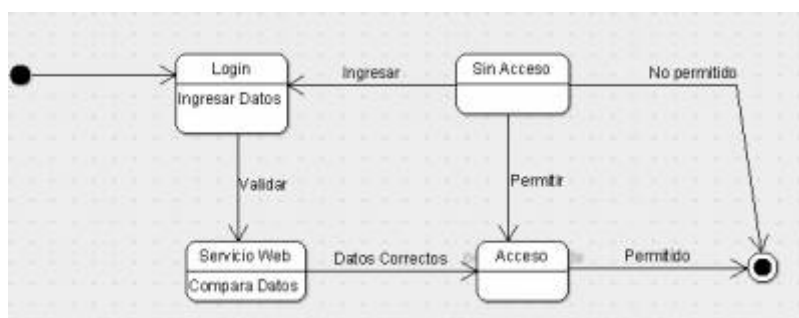 Login
Ingresar Datos
Ingresar
Sin Acceso
No permitido
Validar
Permitir
Servicio Web
Compara Datos
Datos Correctos
Acceso
Permitido